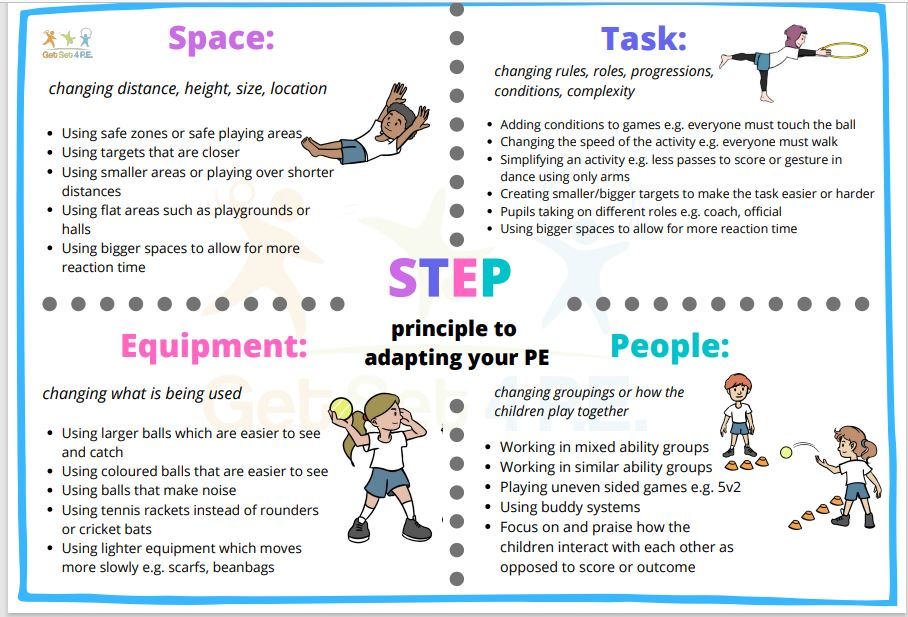 Get Set 4 P.E.
Space:
changing distance, height, size, location
Using safe zones or safe playing areas
Using targets that are closer
Using smaller areas or playing over shorter
distances
Using flat areas such as playgrounds or
halls
Using bigger spaces to allow for more
reaction time
Task:
changing rules, roles, progressions,
conditions, complexity
Adding conditions to games e.g. everyone must touch the ball
Changing the speed of the activity e.g. everyone must walk
Simplifying an activity e.g. less passes to score or gesture in
dance using only arms
Creating smaller/bigger targets to make the task easier or harder
Pupils taking on different roles e.g. coach, official
Using bigger spaces to allow for more reaction time
STEP
principle to
adapting your PE
Equipment:
changing what is being used
Using larger balls which are easier to see
and catch
Using coloured balls that are easier to see
Using balls that make noise
Using tennis rackets instead of rounders
or cricket bats
Using lighter equipment which moves
more slowly e.g. scarfs, beanbags
People:
changing groupings or how the
children play together
Working in mixed ability groups
Working in similar ability groups
Playing uneven sided games e.g. 5v2
Using buddy systems
Focus on and praise how the
children interact with each other as
opposed to score or outcome
Get Set 4 P.E.